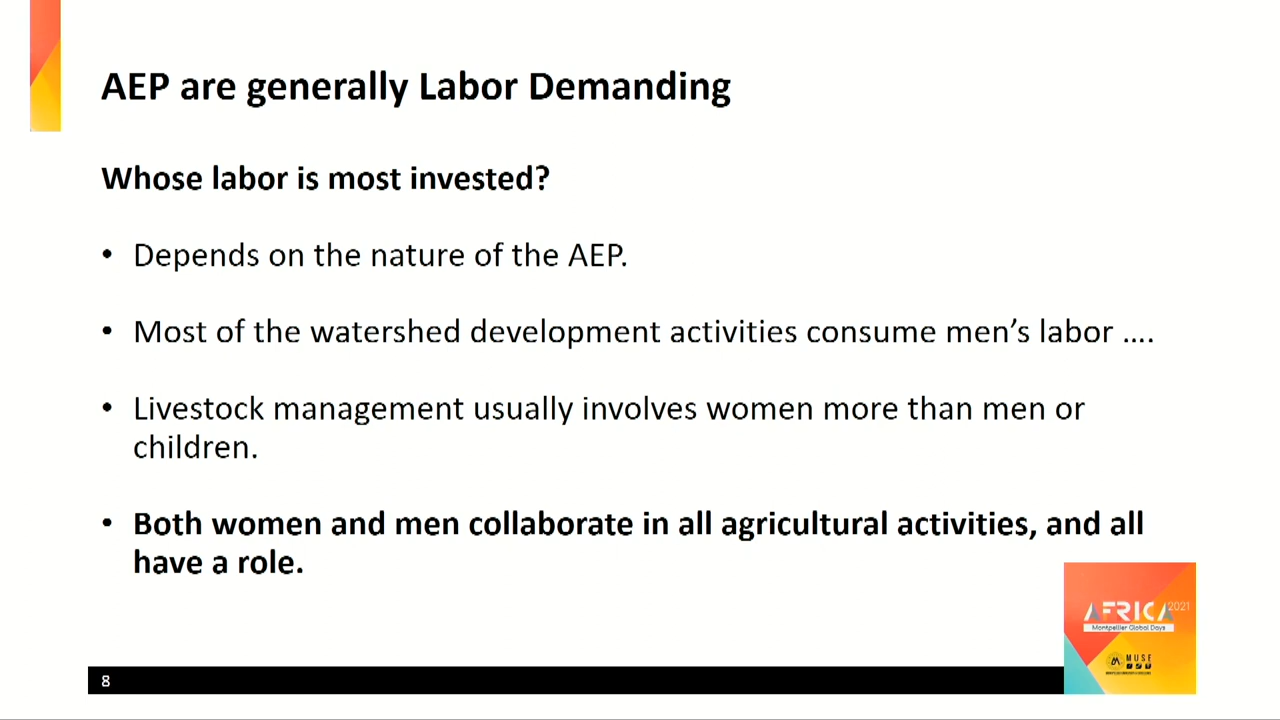 AEP are generally Labor Demanding
Whose labor is most invested?
• Depends on the nature of the AEP.
• Most of the watershed development activities consume men’s labor ….
• Livestock management usually involves women more than men or
children.
• Both women and men collaborate in all agricultural activities, and all
have a role.
AFRICA 2021
Montpellier Global Days
MUSE
8